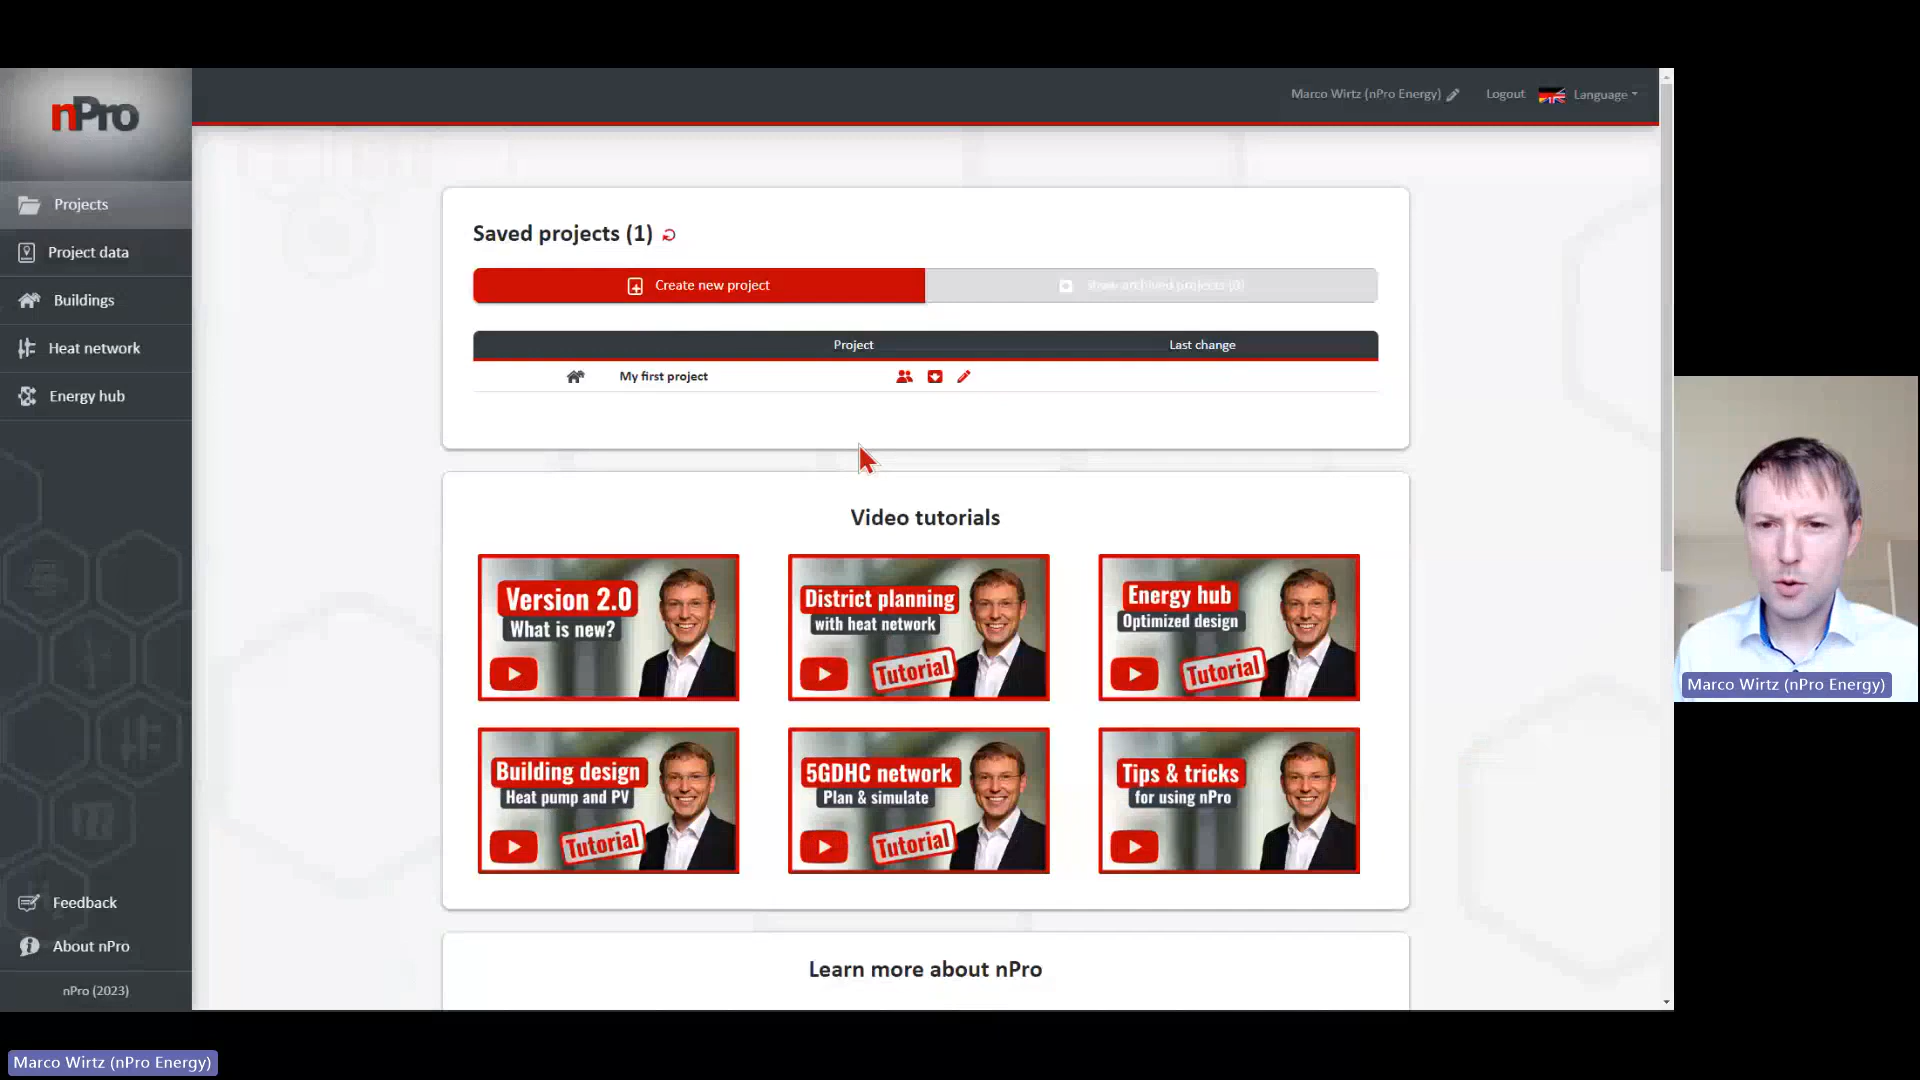 nPro
Marco Wirtz (nPro Energy)
Logout
Language
Projects
Project data
Buildings
Heat network
Energy hub
Saved projects (1)
Create new project
Show archived projects (0)
Project
Last change
My first project
Video tutorials
Version 2.0
What is new?
District planning
with heat network
Tutorial
Energy hub
Optimized design
Tutorial
Building design
Heat pump and PV
Tutorial
5GDHC network
Plan & simulate
Tutorial
Tips & tricks
for using nPro
Learn more about nPro
Feedback
About nPro
nPro (2023)
Marco Wirtz (nPro Energy)
Marco Wirtz (nPro Energy)